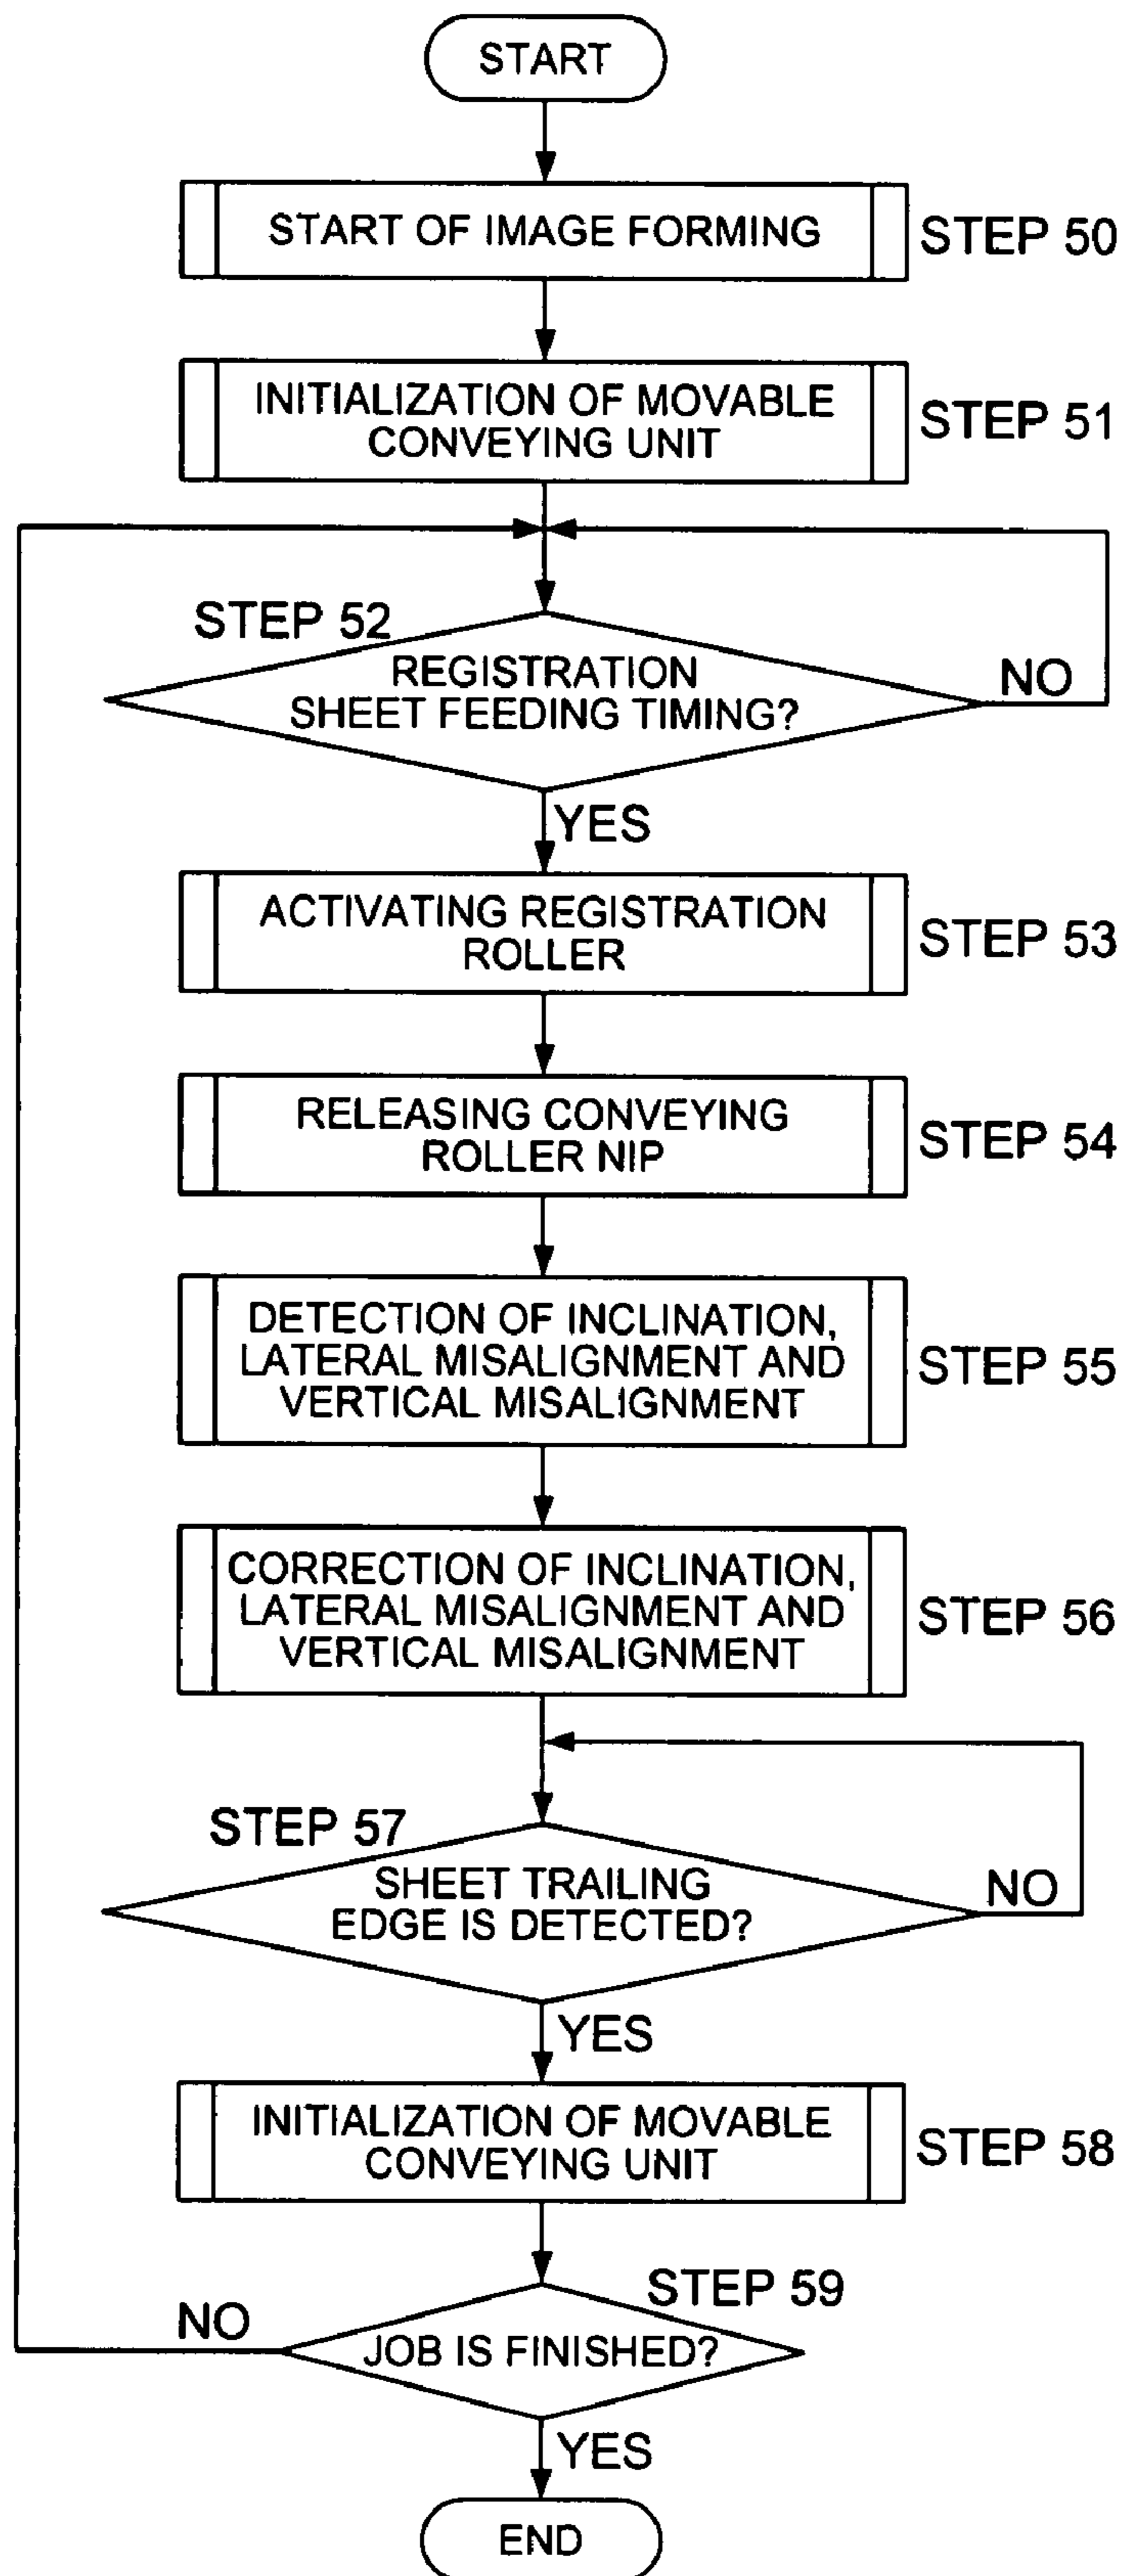 START
START OF IMAGE FORMING
STEP 50
INITIALIZATION OF MOVABLE
CONVEYING UNIT
STEP 51
STEP 52
REGISTRATION
SHEET FEEDING TIMING?
NO
YES
ACTIVATING REGISTRATION
ROLLER
STEP 53
RELEASING CONVEYING
ROLLER NIP
STEP 54
DETECTION OF INCLINATION,
LATERAL MISALIGNMENT AND
VERTICAL MISALIGNMENT
STEP 55
CORRECTION OF INCLINATION,
LATERAL MISALIGNMENT AND
VERTICAL MISALIGNMENT
STEP 56
STEP 57
SHEET TRAILING
EDGE IS DETECTED?
NO
YES
INITIALIZATION OF MOVABLE
CONVEYING UNIT
STEP 58
STEP 59
NO
JOB IS FINISHED?
YES
END